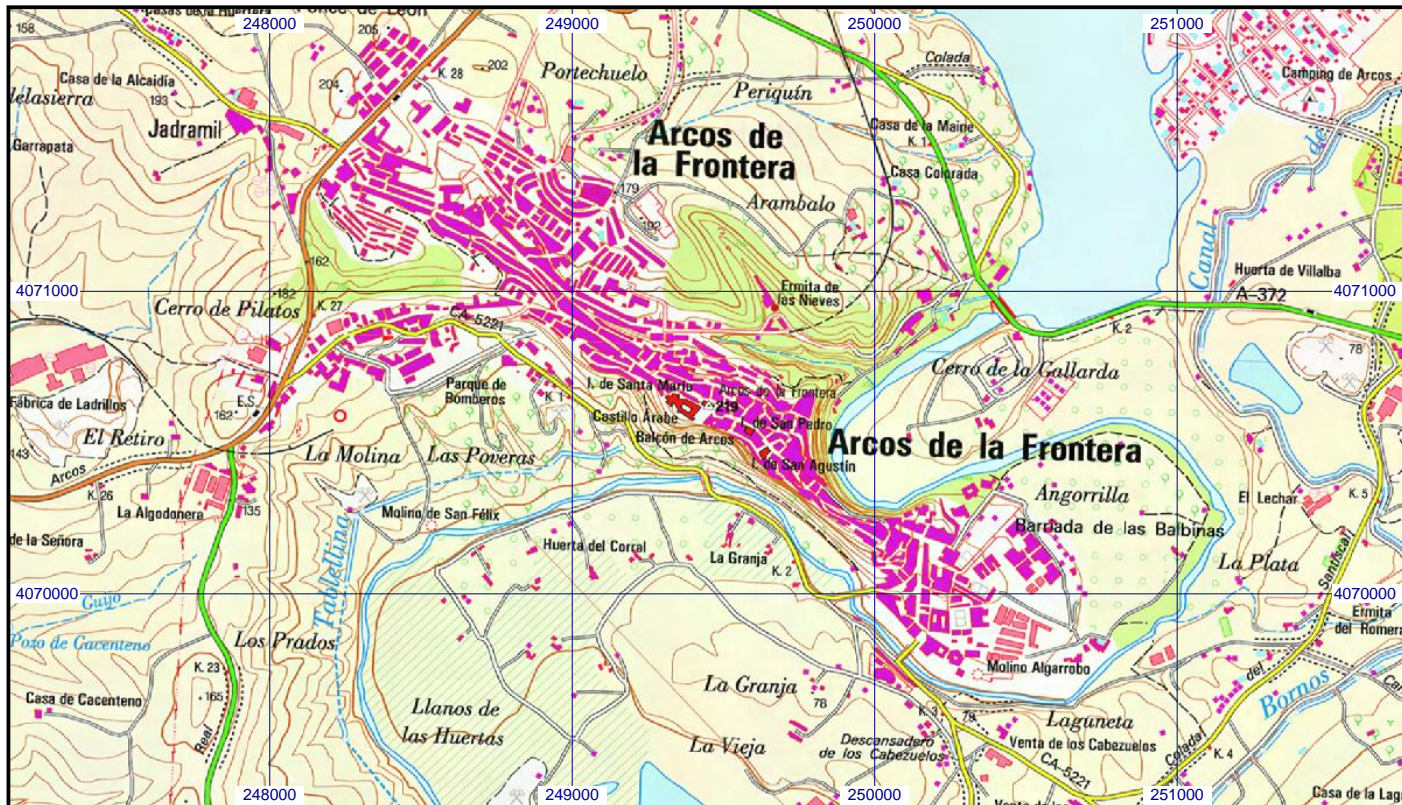 Casas de la Huertera
Ponce de León
248000
249000
250000
251000
158
205
202
204
K. 28
Casa de la Alcaidía
193
Jadramil
Garrapata
Portechuelo
Periquín
Colada
Camping de Arcos
Casa de la Maine
K. 1
Casa Colorada
Arcos de
la Frontera
179
192
Arambalo
Canal
de
162
182
Cerro de Pilatos
K. 27
4071000
4071000
Ermita de
las Nieves
Huerta de Villalba
A-372
K. 2
CA-5221
78
Cerro de la Gallarda
Fábrica de Ladrillos
E.S.
162
Parque de
Bomberos
K. 1
I. de Santa María
Arcos de la Frontera
219
Castillo Árabe
I. de San Pedro
Balcón de Arcos
I. de San Agustín
Arcos de la Frontera
El Retiro
143
Arcos
K. 26
La Molina
Las Poveras
Angorrilla
El Lechar
K. 5
La Algodonera
135
Molino de San Félix
Barriada de las Balbinas
de la Señora
Tablellina
Huerta del Corral
La Granja
K. 2
La Plata
Santiscal
4070000
4070000
Guijo
Pozo de Cacenteno
Los Prados
Ermita
del Romera
K. 23
165
Casa de Cacenteno
Real
Llanos de
las Huertas
La Granja
78
La Vieja
Molino Algarrobo
K. 3
79
Laguneta
Descansadero
de los Cabezuelos
Venta de los Cabezuelos
CA-5221
Colada
del
Bornos
K. 4
Casa de la Lag
248000
249000
250000
251000